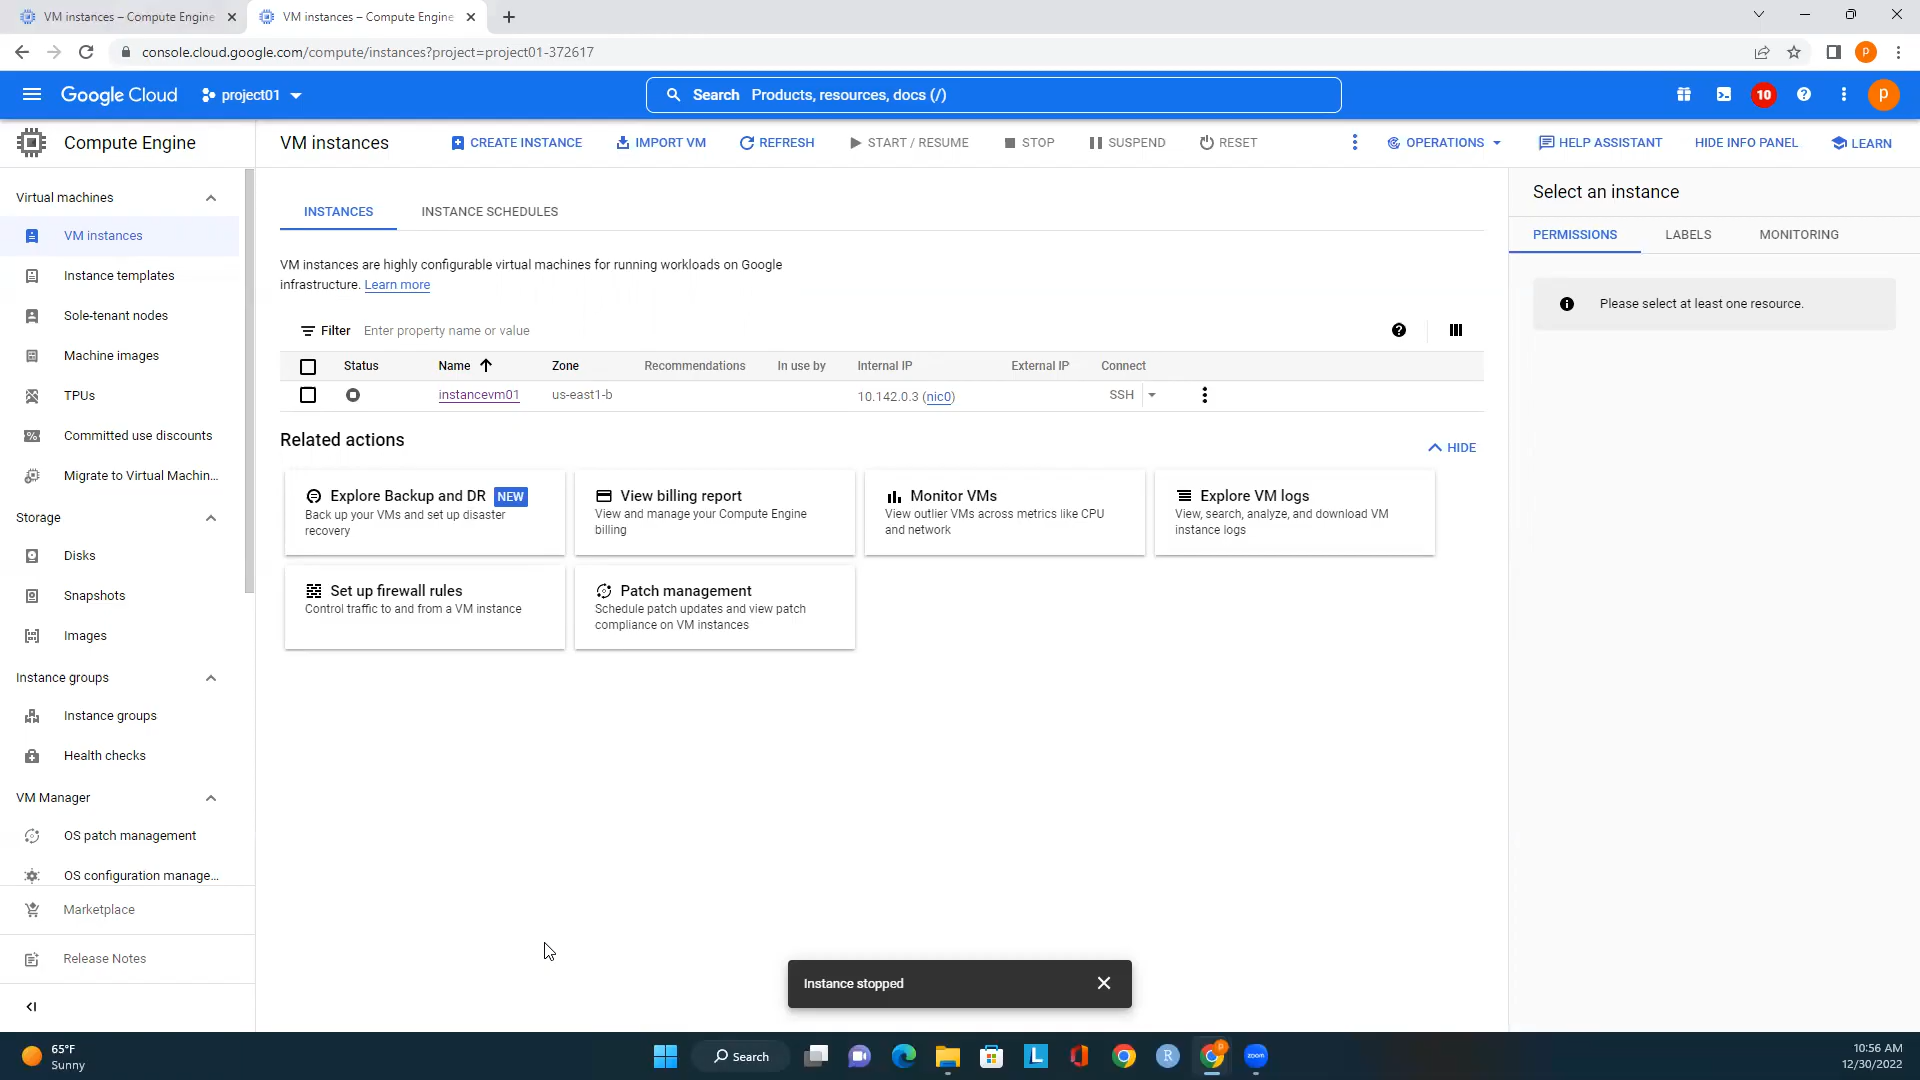 VM instances – Compute Engine
VM instances – Compute Engine
console.cloud.google.com/compute/instances?project=project01-372617
P
Google Cloud
project01
Search Products, resources, docs (/)
10
P
Compute Engine
VM instances
CREATE INSTANCE
IMPORT VM
REFRESH
START / RESUME
STOP
SUSPEND
RESET
OPERATIONS
HELP ASSISTANT
HIDE INFO PANEL
LEARN
Virtual machines
VM instances
Instance templates
Sole-tenant nodes
Machine images
TPUs
Committed use discounts
Migrate to Virtual Machin...
Storage
Disks
Snapshots
Images
Instance groups
Instance groups
Health checks
VM Manager
OS patch management
OS configuration manage...
Marketplace
Release Notes
INSTANCES
INSTANCE SCHEDULES
VM instances are highly configurable virtual machines for running workloads on Google
infrastructure. Learn more
Filter Enter property name or value
Status Name Zone Recommendations In use by Internal IP External IP Connect
instancevm01 us-east1-b 10.142.0.3 (nic0) SSH
Related actions
HIDE
Explore Backup and DR NEW
Back up your VMs and set up disaster
recovery
View billing report
View and manage your Compute Engine
billing
Monitor VMs
View outlier VMs across metrics like CPU
and network
Explore VM logs
View, search, analyze, and download VM
instance logs
Set up firewall rules
Control traffic to and from a VM instance
Patch management
Schedule patch updates and view patch
compliance on VM instances
Select an instance
PERMISSIONS
LABELS
MONITORING
Please select at least one resource.
Instance stopped
65°F
Sunny
Search
L
R
zoom
10:56 AM
12/30/2022